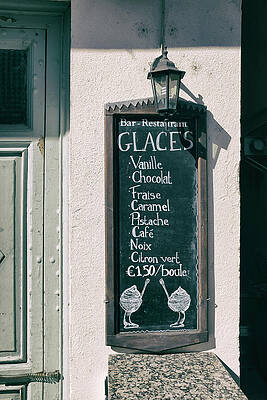 Bar-Restaurant
GLACES
Vanille
Chocolat
Fraise
Caramel
Pistache
Café
Noix
Citron vert
€1,50/boule